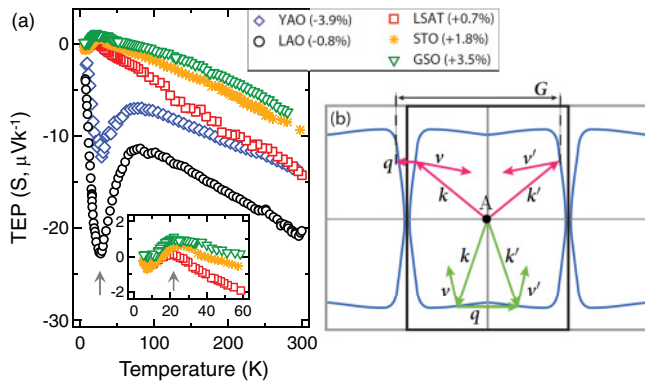 (a)
YAO (-3.9%)
LAO (-0.8%)
LSAT (+0.7%)
STO (+1.8%)
GSO (+3.5%)
TEP (S, μVk⁻¹)
0
-10
-20
-30
2
0
-2
0 20 40 60
0 100 200 300
Temperature (K)
(b)
G
q
v
v'
k
k'
A
k
k'
v
v'
q